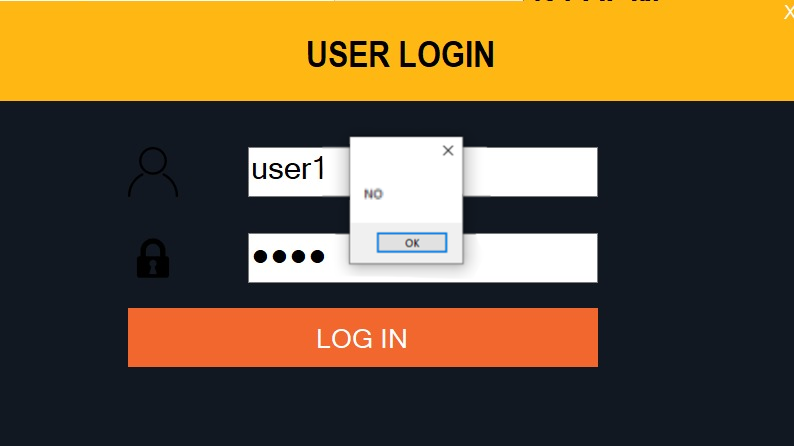 USER LOGIN
X
user1
NO
OK
••••
LOG IN